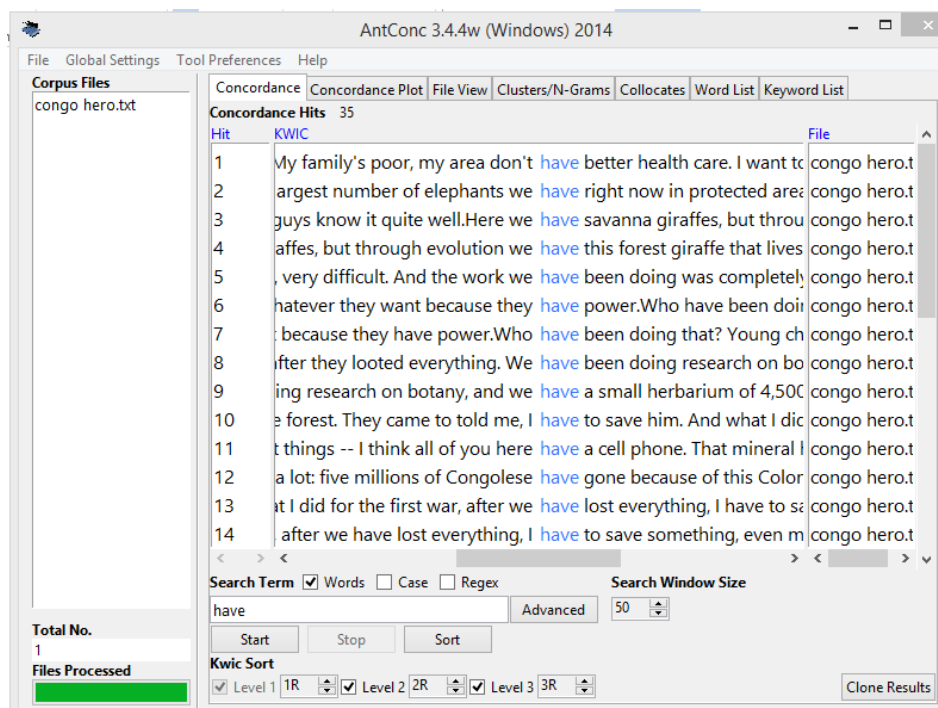 AntConc 3.4.4w (Windows) 2014
File Global Settings Tool Preferences Help
Corpus Files
congo hero.txt
Concordance Concordance Plot File View Clusters/N-Grams Collocates Word List Keyword List
Concordance Hits 35
Hit KWIC File
1 My family's poor, my area don't have better health care. I want to congo hero.t
2 argest number of elephants we have right now in protected area congo hero.t
3 guys know it quite well.Here we have savanna giraffes, but throu congo hero.t
4 affes, but through evolution we have this forest giraffe that lives congo hero.t
5 , very difficult. And the work we have been doing was completely congo hero.t
6 hatever they want because they have power.Who have been doin congo hero.t
7 because they have power.Who have been doing that? Young ch congo hero.t
8 fter they looted everything. We have been doing research on bo congo hero.t
9 ing research on botany, and we have a small herbarium of 4,500 congo hero.t
10 e forest. They came to told me, I have to save him. And what I dic congo hero.t
11 t things -- I think all of you here have a cell phone. That mineral h congo hero.t
12 a lot: five millions of Congolese have gone because of this Color congo hero.t
13 at I did for the first war, after we have lost everything, I have to sa congo hero.t
14 , after we have lost everything, I have to save something, even m congo hero.t
Search Term Words Case Regex Search Window Size
have Advanced 50
Total No.
1
Start Stop Sort
Files Processed
Kwic Sort
Level 1 1R Level 2 2R Level 3 3R Clone Results